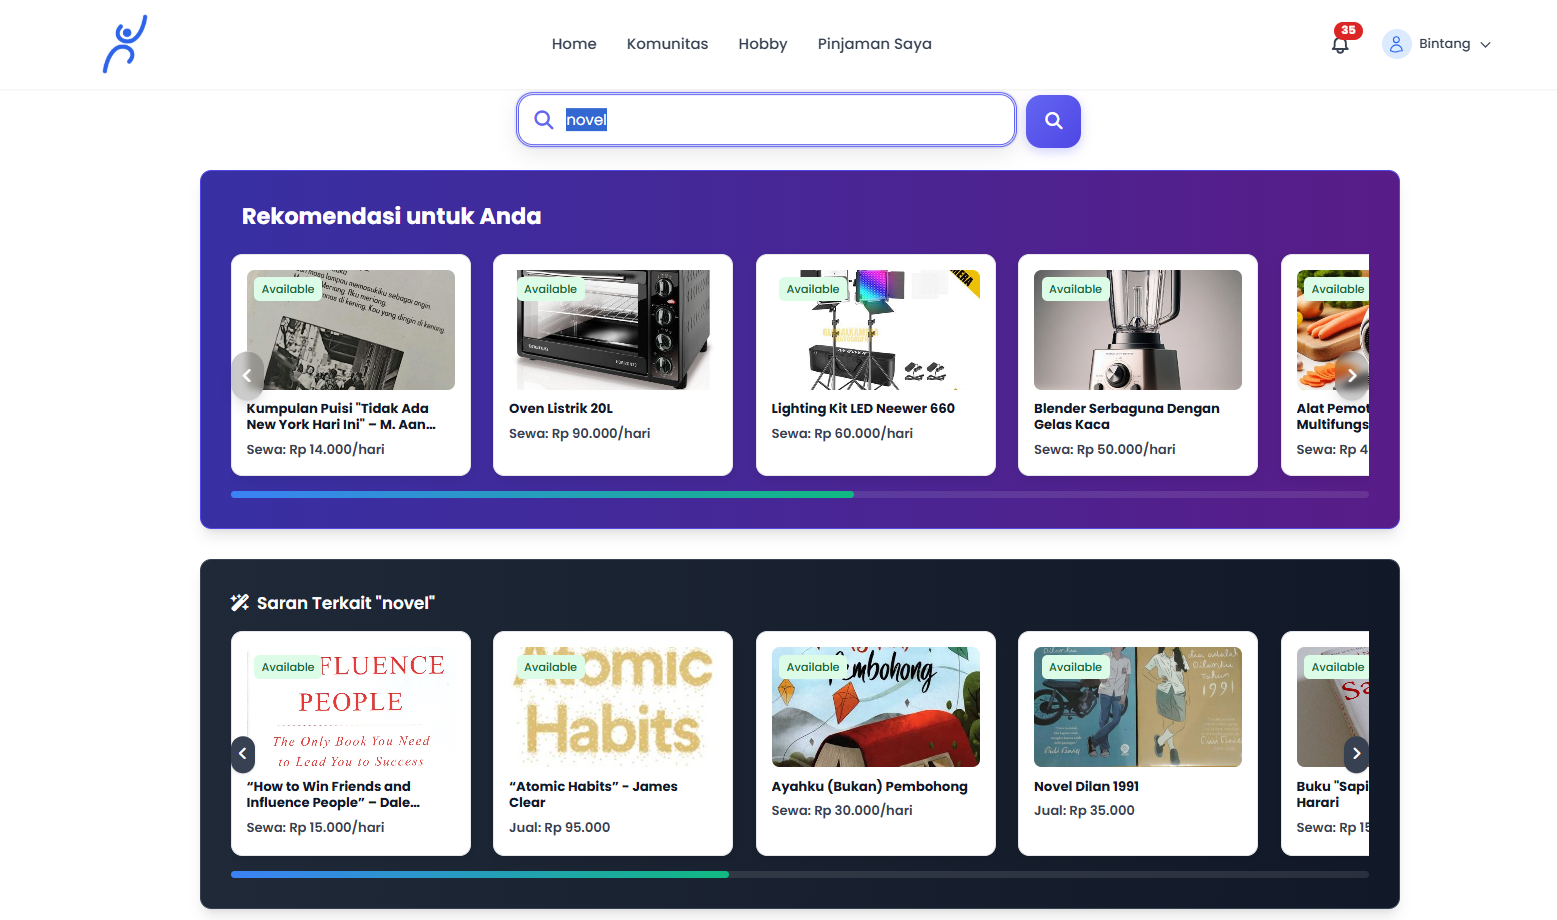 Home Komunitas Hobby Pinjaman Saya
35
Bintang
novel
Rekomendasi untuk Anda
Available
Available
Available
Available
Available
Kumpulan Puisi "Tidak Ada
New York Hari Ini" – M. Aan...
Sewa: Rp 14.000/hari
Oven Listrik 20L
Sewa: Rp 90.000/hari
Lighting Kit LED Neewer 660
Sewa: Rp 60.000/hari
Blender Serbaguna Dengan
Gelas Kaca
Sewa: Rp 50.000/hari
Alat Pemot
Multifungs
Sewa: Rp 4
Saran Terkait "novel"
Available
FLUENCE
PEOPLE
The Only Book You Need
to Lead You to Success
Available
Atomic
Habits
Available
Pembohong
Available
1991
Available
“How to Win Friends and
Influence People” – Dale...
Sewa: Rp 15.000/hari
“Atomic Habits” - James
Clear
Jual: Rp 95.000
Ayahku (Bukan) Pembohong
Sewa: Rp 30.000/hari
Novel Dilan 1991
Jual: Rp 35.000
Buku "Sapi
Harari
Sewa: Rp 15